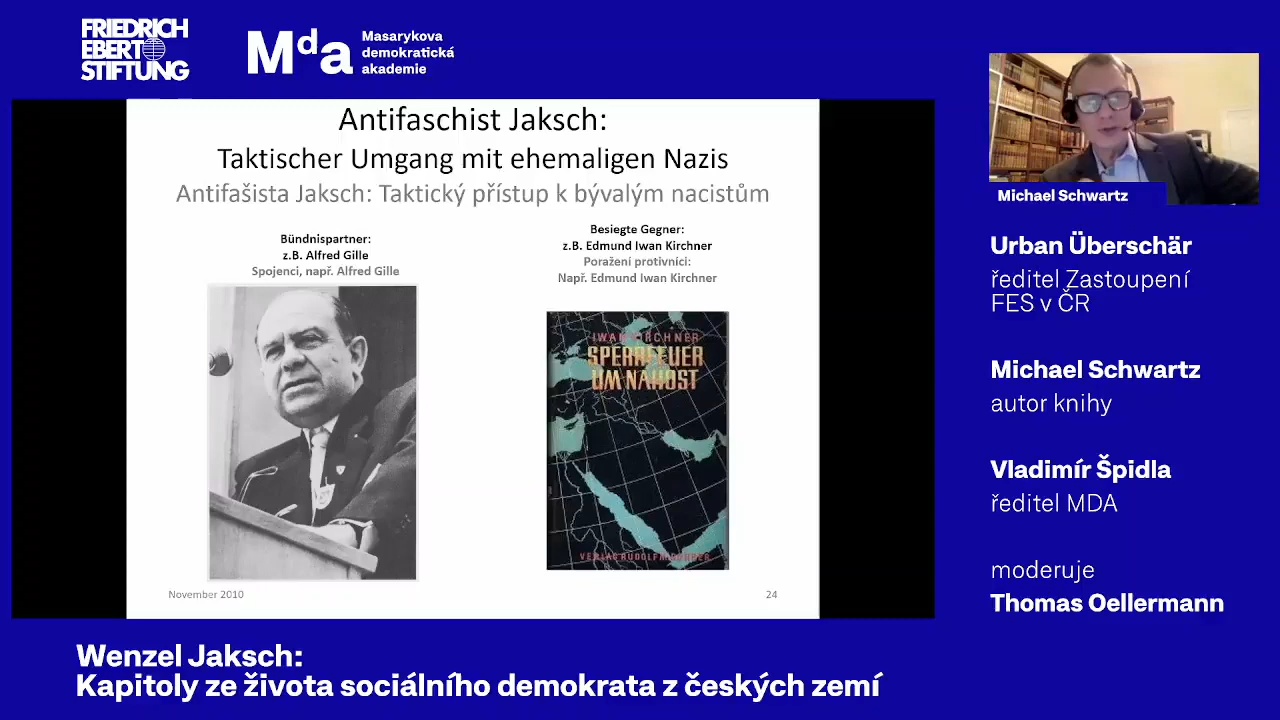 FRIEDRICH
EBERT
STIFTUNG
Mda
Masarykova
demokratická
akademie
Antifaschist Jaksch:
Taktischer Umgang mit ehemaligen Nazis
Antifašista Jaksch: Taktický přístup k bývalým nacistům
Bündnispartner:
z.B. Alfred Gille
Spojenci, např. Alfred Gille
Besiegte Gegner:
z.B. Edmund Iwan Kirchner
Poražení protivníci:
Např. Edmund Iwan Kirchner
IWAN KIRCHNER
SPERRFEUER
UM NAHOST
VERLAG RUDOLF
November 2010
24
Michael Schwartz
Urban Überschär
ředitel Zastoupení
FES v ČR
Michael Schwartz
autor knihy
Vladimír Špidla
ředitel MDA
moderuje
Thomas Oellermann
Wenzel Jaksch:
Kapitoly ze života sociálního demokrata z českých zemí